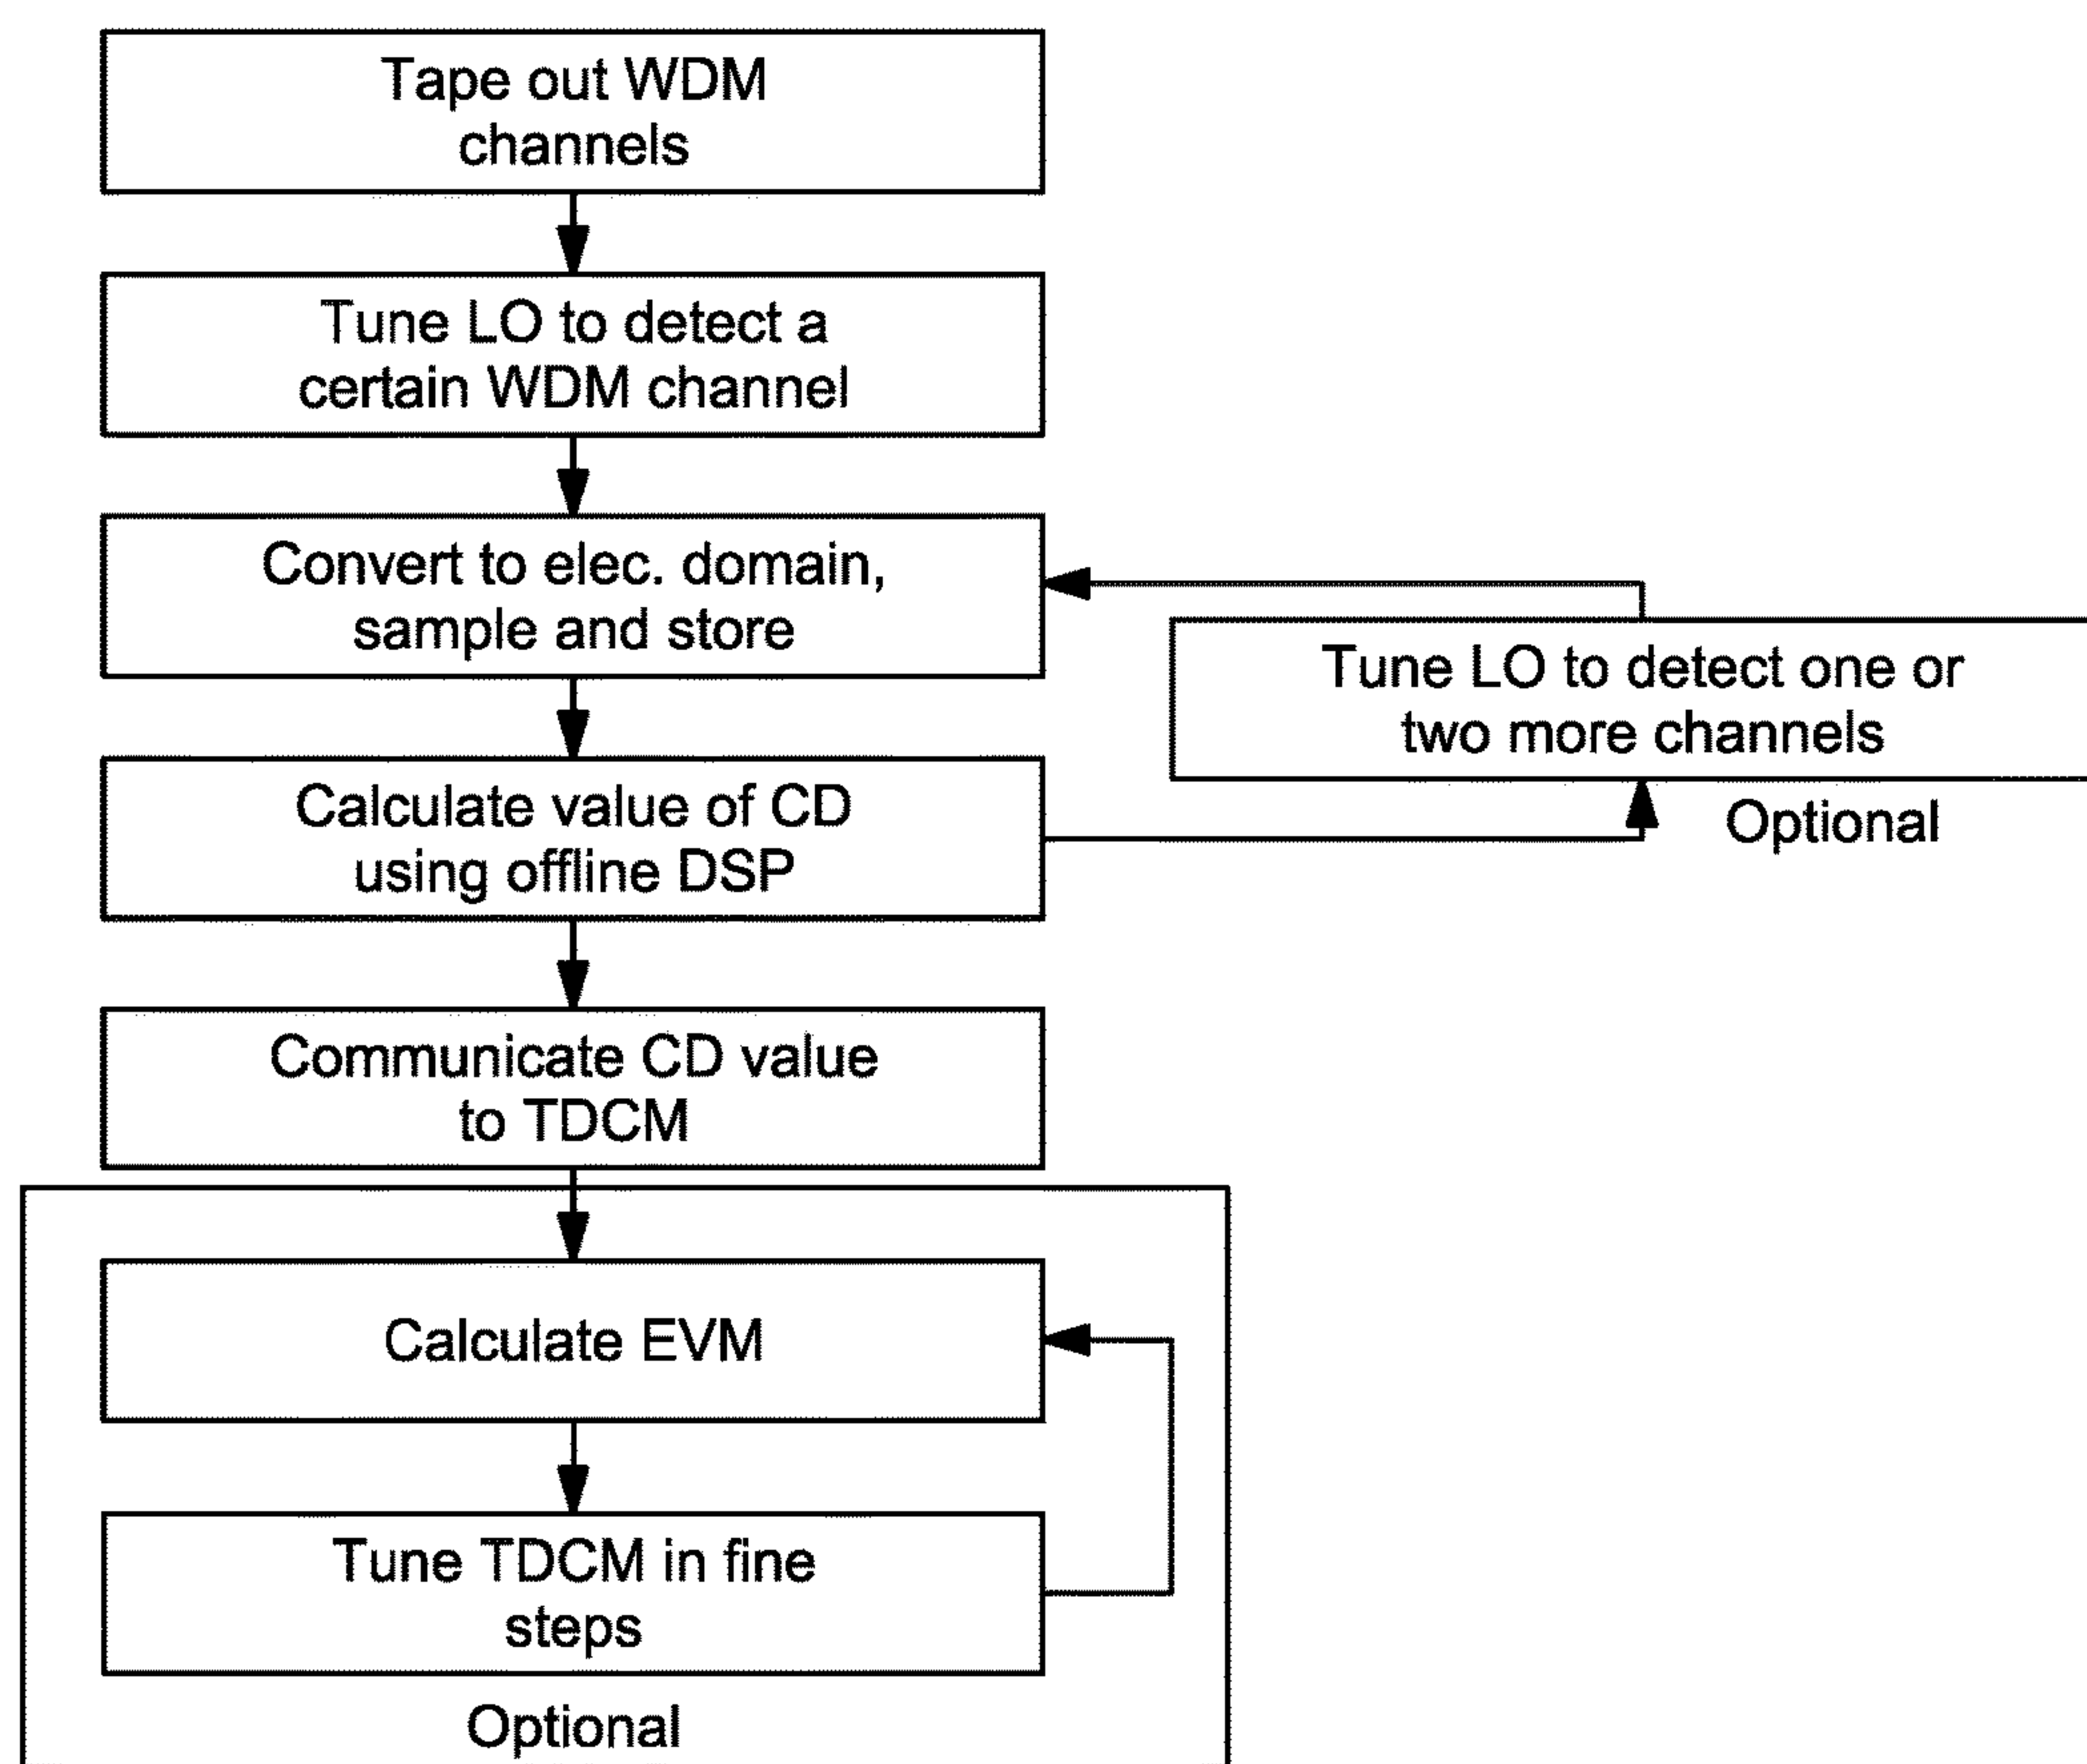 Tape out WDM
channels
Tune LO to detect a
certain WDM channel
Convert to elec. domain,
sample and store
Tune LO to detect one or
two more channels
Optional
Calculate value of CD
using offline DSP
Communicate CD value
to TDCM
Calculate EVM
Tune TDCM in fine
steps
Optional